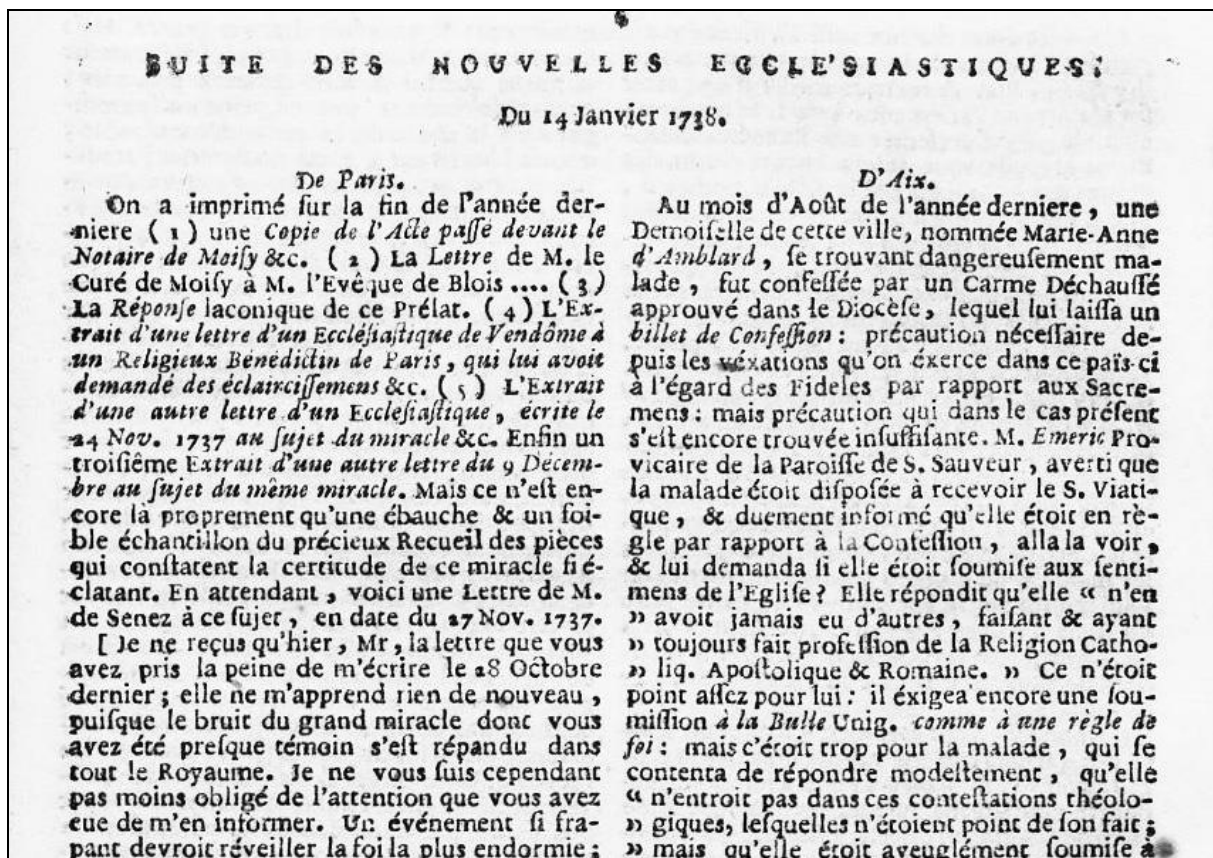 SUITE DES NOUVELLES ECCLE'SIASTIQUES.
Du 14 Janvier 1738.
De Paris.
On a imprimé ſur la fin de l'année der-
niere ( 1 ) une Copie de l'Acte paſſé devant le
Notaire de Moiſy &c. ( 2 ) La Lettre de M. le
Curé de Moiſy à M. l'Evêque de Blois .... ( 3 )
La Réponſe laconique de ce Prélat. ( 4 ) L'Ex-
trait d'une lettre d'un Eccléſiaſtique de Vendôme à
un Religieux Bénédictin de Paris, qui lui avoit
demandé des éclairciſſemens &c. ( 5 ) L'Extrait
d'une autre lettre d'un Eccleſiaſtique, écrite le
24 Nov. 1737 au ſujet du miracle &c. Enfin un
troiſiême Extrait d'une autre lettre du 9 Décem-
bre au ſujet du même miracle. Mais ce n'eſt en-
core là proprement qu'une ébauche & un foi-
ble échantillon du précieux Recueil des pièces
qui conſtatent la certitude de ce miracle ſi é-
clatant. En attendant, voici une Lettre de M.
de Senez à ce ſujet, en date du 27 Nov. 1737.
[ Je ne reçus qu'hier, Mr, la lettre que vous
avez pris la peine de m'écrire le 28 Octobre
dernier ; elle ne m'apprend rien de nouveau,
puiſque le bruit du grand miracle dont vous
avez été preſque témoin s'eſt répandu dans
tout le Royaume. Je ne vous ſuis cependant
pas moins obligé de l'attention que vous avez
eue de m'en informer. Un événement ſi fra-
pant devroit réveiller la foi la plus endormie ;
D'Aix.
Au mois d'Août de l'année derniere, une
Demoiſelle de cette ville, nommée Marie-Anne
d'Amblard, ſe trouvant dangereuſement ma-
lade, fut confeſſée par un Carme Déchauſſé
approuvé dans le Diocèſe, lequel lui laiſſa un
billet de Confeſſion : précaution néceſſaire de-
puis les véxations qu'on éxerce dans ce païs-ci
à l'égard des Fideles par rapport aux Sacre-
mens : mais précaution qui dans le cas préſent
s'eſt encore trouvée inſuffiſante. M. Emeric Pro-
vicaire de la Paroiſſe de S. Sauveur, averti que
la malade étoit diſpoſée à recevoir le S. Viati-
que, & duement informé qu'elle étoit en rè-
gle par rapport à la Confeſſion, alla la voir,
& lui demanda ſi elle étoit ſoumiſe aux ſenti-
mens de l'Egliſe ? Elle répondit qu'elle « n'en
» avoit jamais eu d'autres, faiſant & ayant
» toujours fait profeſſion de la Religion Catho-
» liq. Apoſtolique & Romaine. » Ce n'étoit
point aſſez pour lui : il éxigea encore une ſou-
miſſion à la Bulle Unig. comme à une règle de
foi : mais c'étoit trop pour la malade, qui ſe
contenta de répondre modeſtement, qu'elle
« n'entroit pas dans ces conteſtations théolo-
» giques, leſquelles n'étoient point de ſon fait ;
» mais qu'elle étoit aveuglément ſoumiſe à